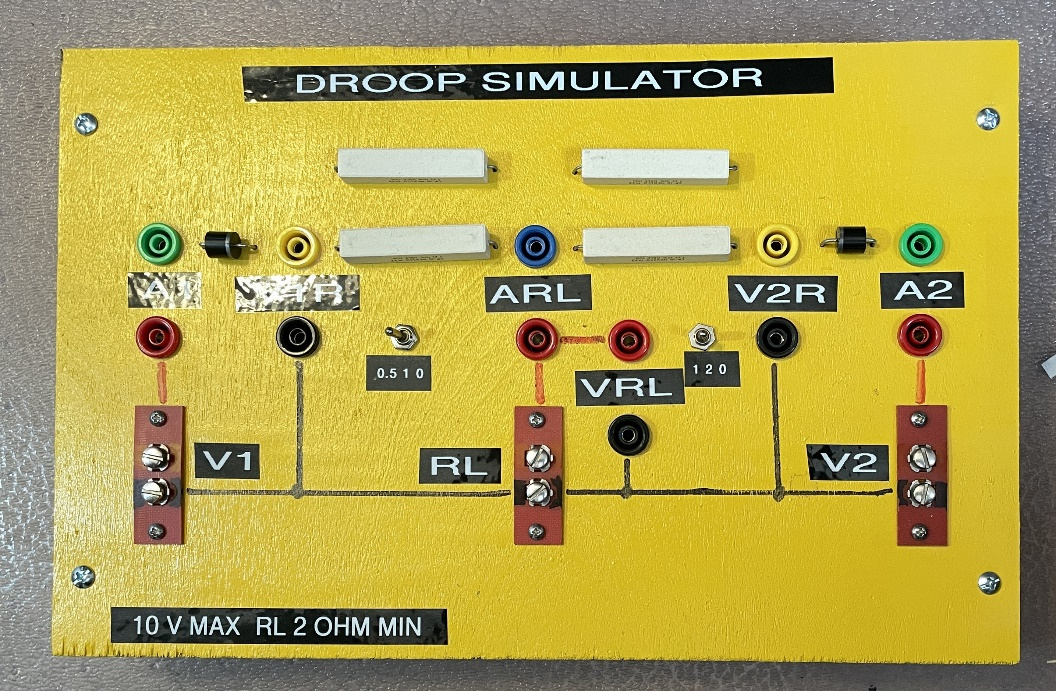 DROOP SIMULATOR
A1
V1R
ARL
V2R
A2
0.5 1 0
1 2 0
VRL
V1
RL
V2
10 V MAX RL 2 OHM MIN